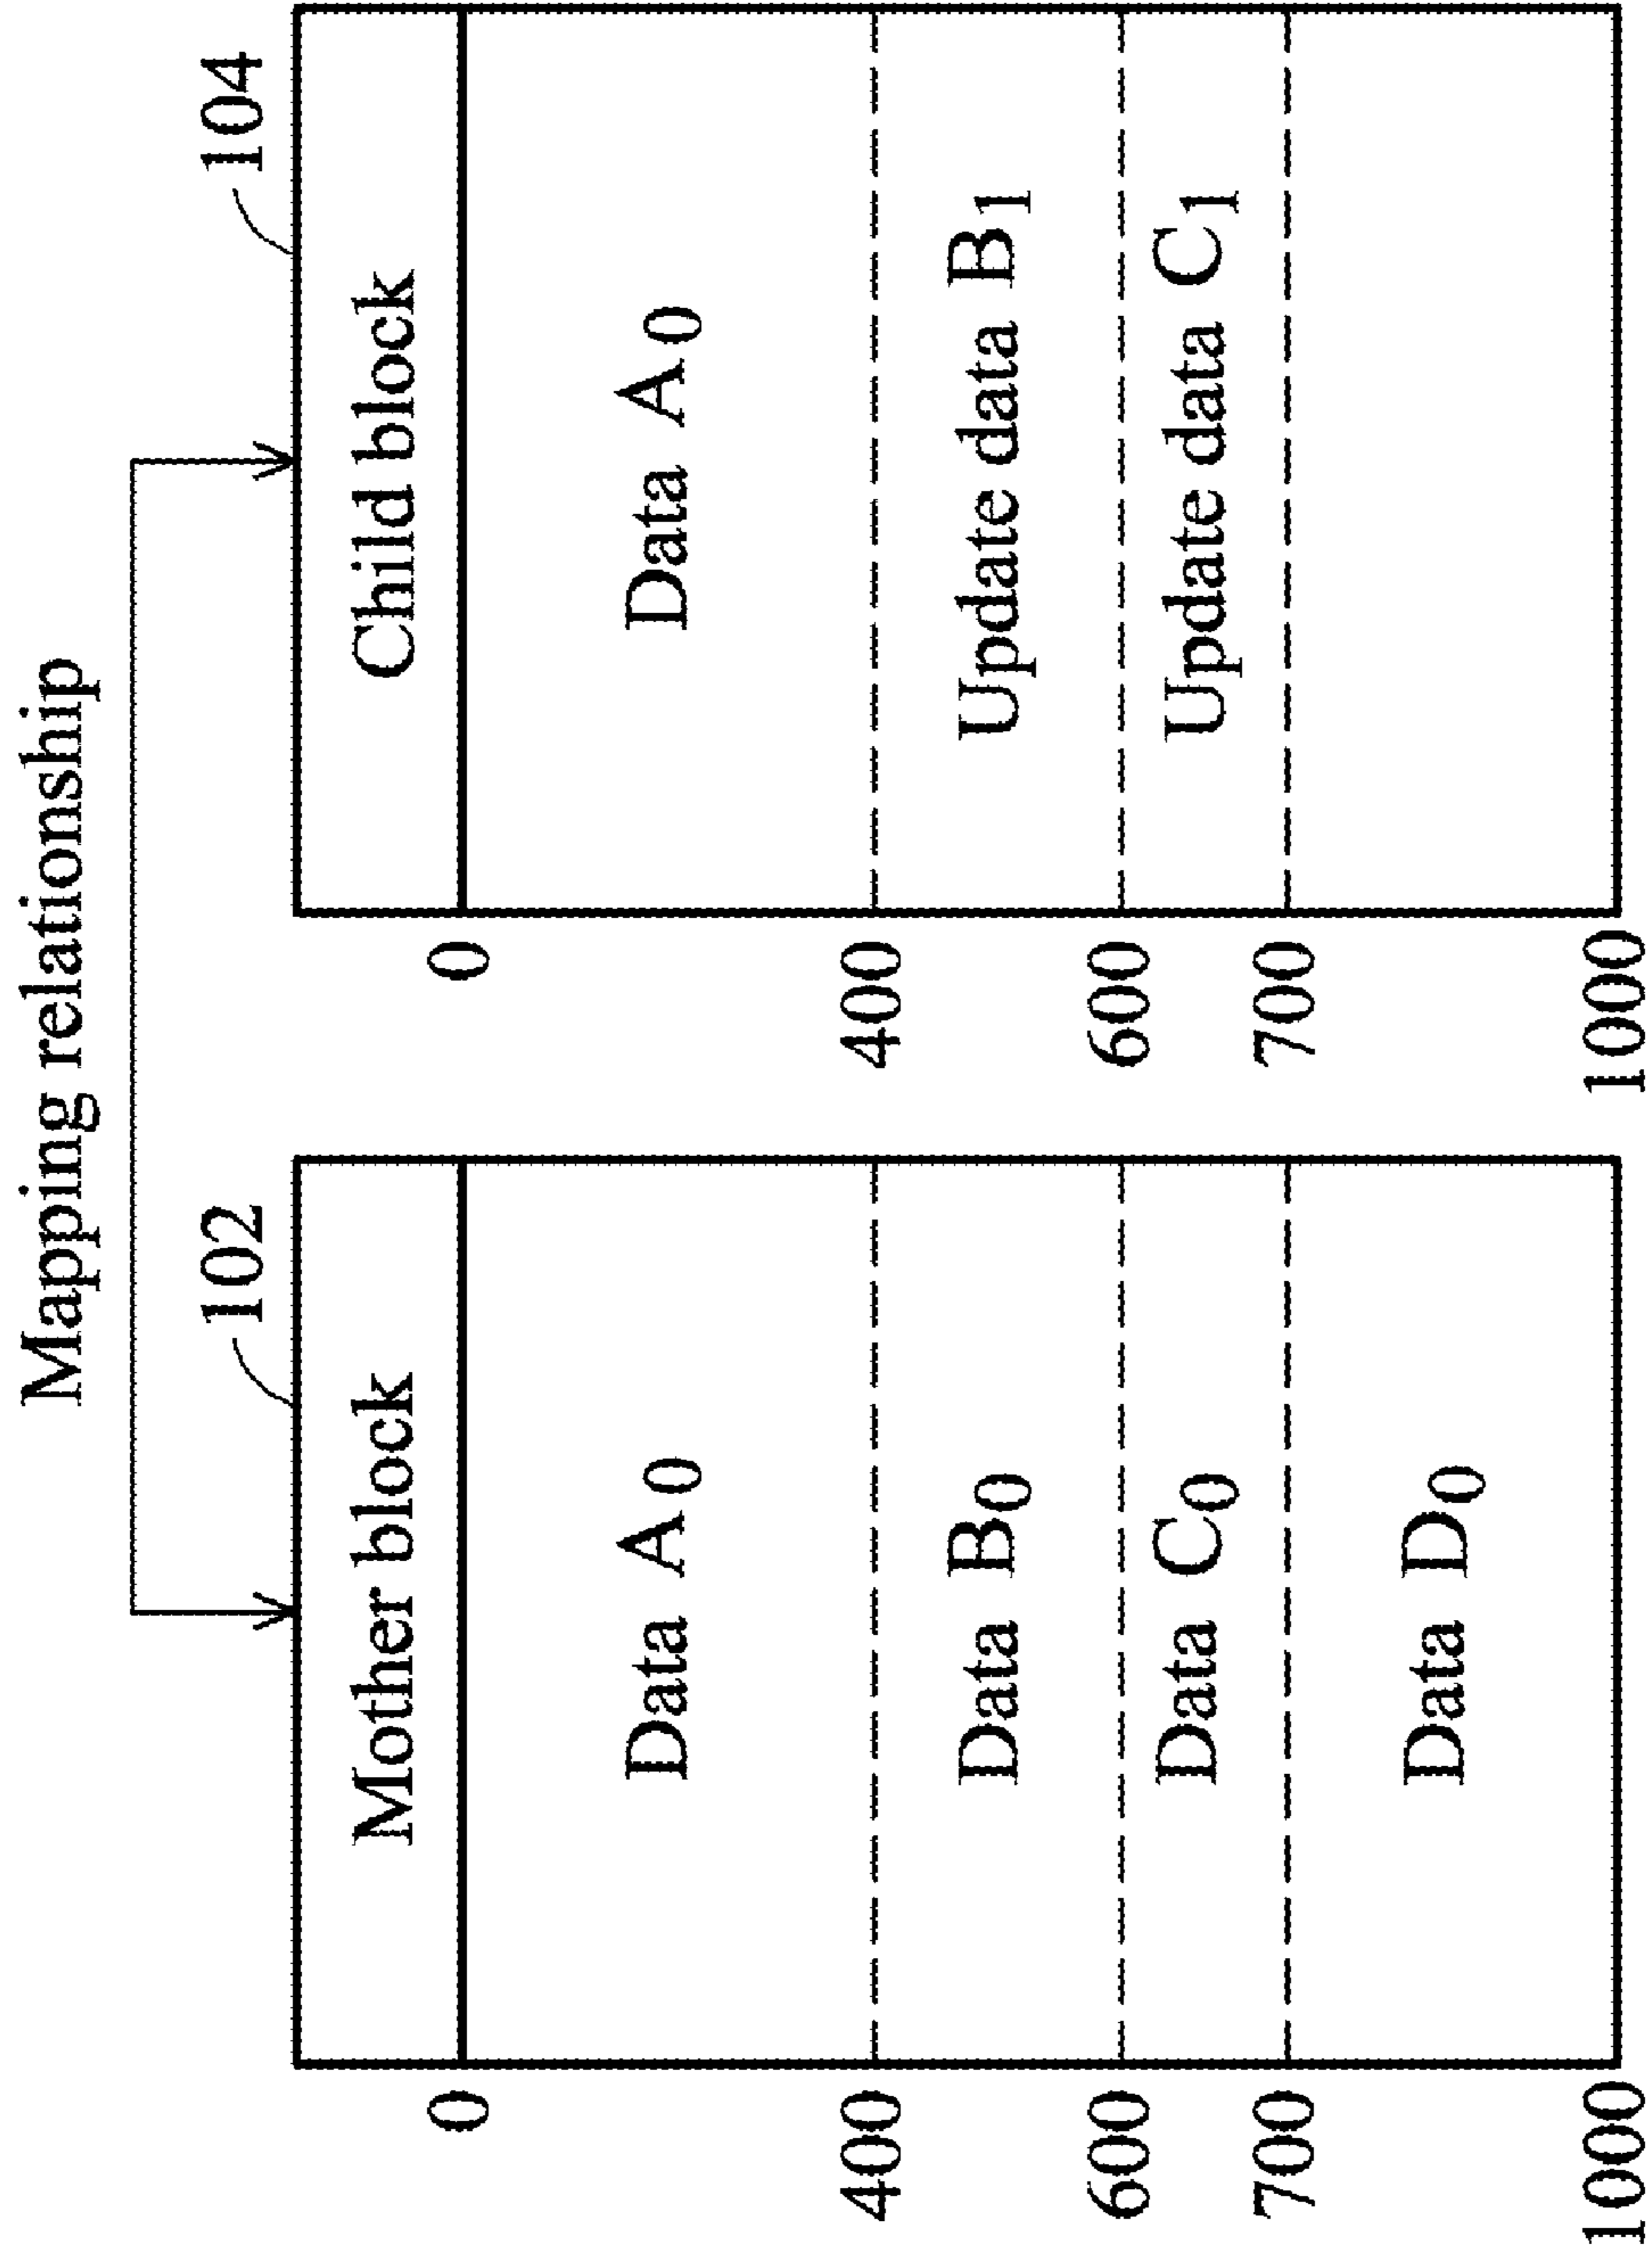 Mapping relationship
102
104
Mother block
Child block
0
Data A0
0
Data A0
400
400
Data B0
Update data B1
600
600
Data C0
Update data C1
700
700
Data D0
1000
1000